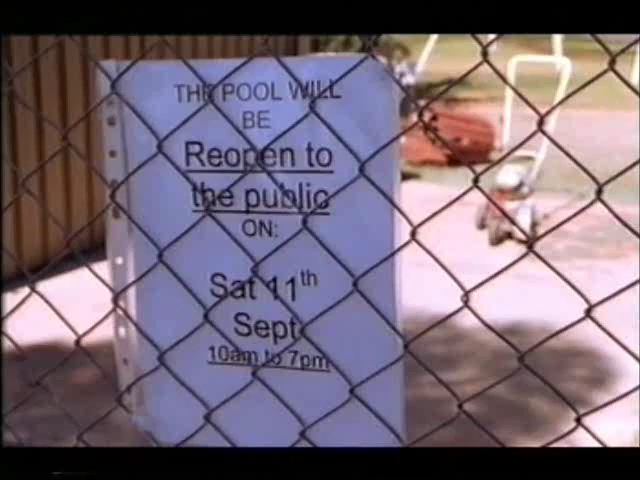 THE POOL WILL
BE
Reopen to
the public
ON:
Sat 11th
Sept
10am to 7pm